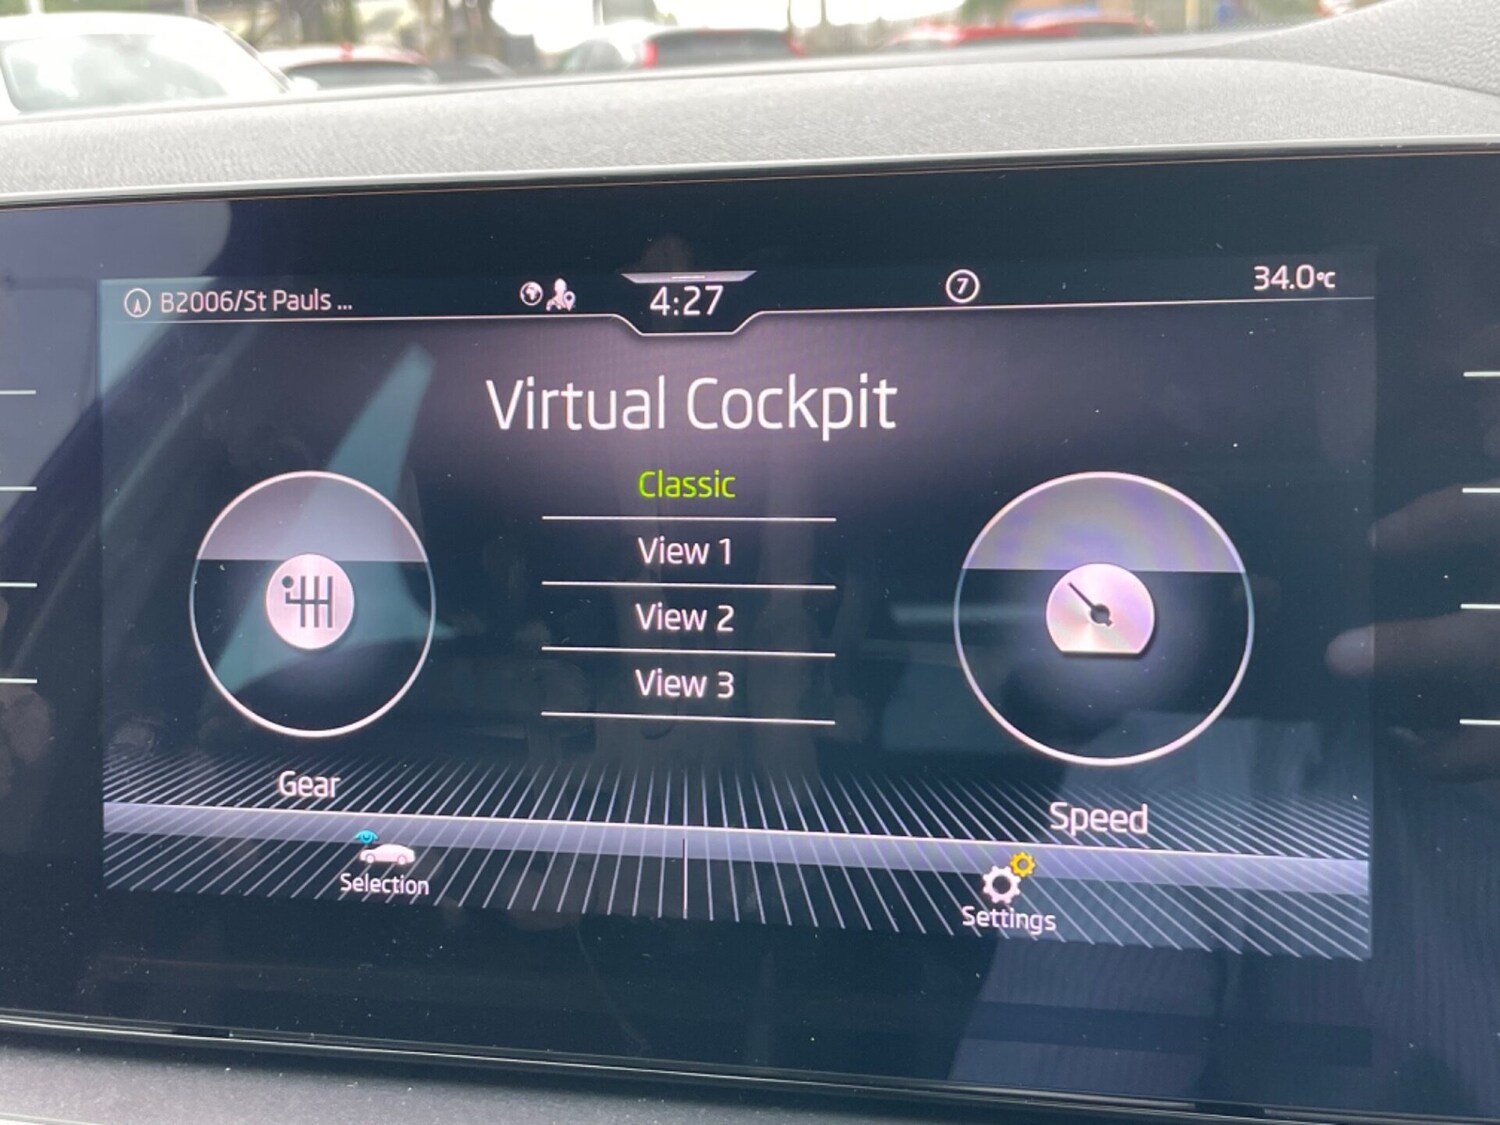 B2006/St Pauls ...
4:27
7
34.0°C
Virtual Cockpit
Classic
View 1
View 2
View 3
Gear
Speed
Selection
Settings